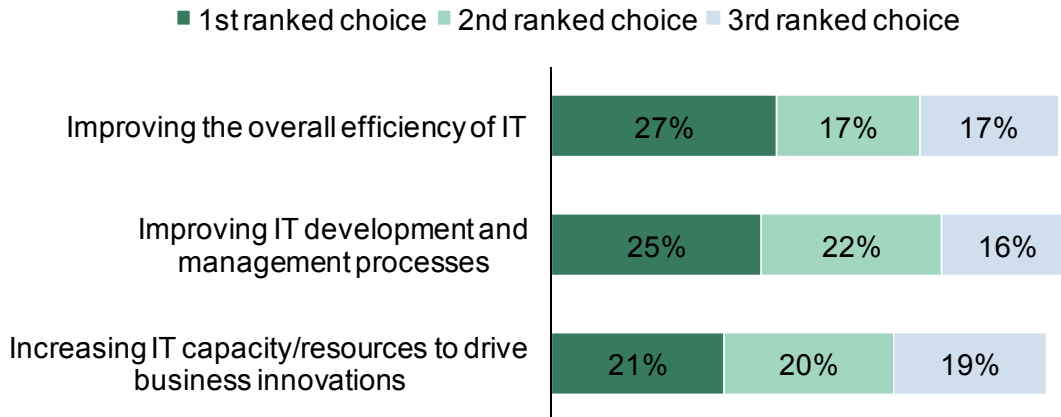 1st ranked choice 2nd ranked choice 3rd ranked choice
Improving the overall efficiency of IT 27% 17% 17%
Improving IT development and
management processes 25% 22% 16%
Increasing IT capacity/resources to drive
business innovations 21% 20% 19%